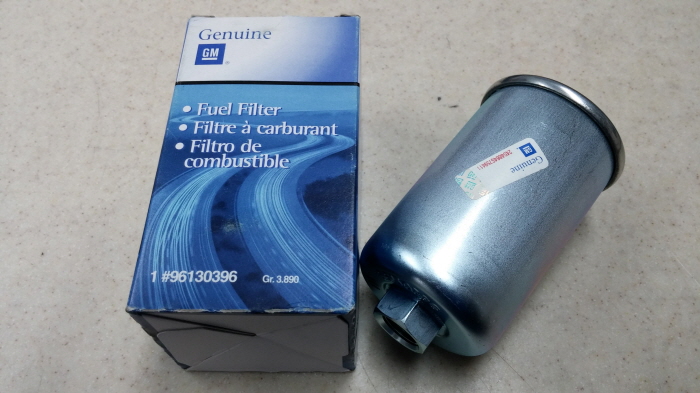 Genuine
GM
®
• Fuel Filter
• Filtre à carburant
• Filtro de
combustible
1 #96130396 Gr. 3.890
GM
Genuine